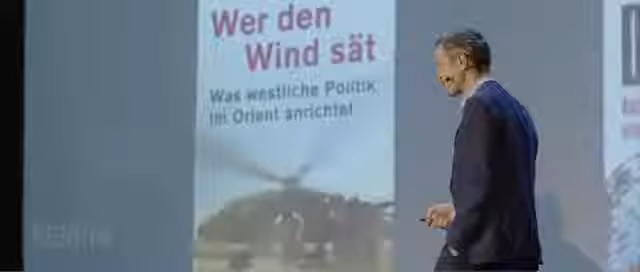 Wer den
Wind sät
Was westliche Politik
im Orient anrichtet